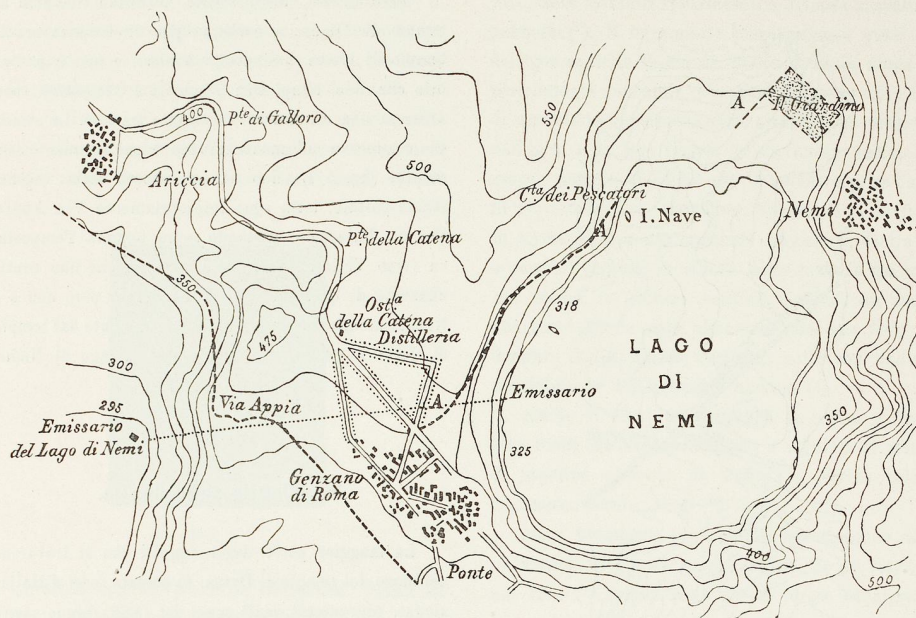 A
Il Giardino
550
400
Pte di Galloro
500
Ariccia
Cta dei Pescatori
I. Nave
Nemi
A
Pte della Catena
350
318
Osta
della Catena
Distilleria
475
LAGO
DI
NEMI
300
295
Via Appia
A
Emissario
Emissario
del Lago di Nemi
350
325
Genzano
di Roma
400
Ponte
500